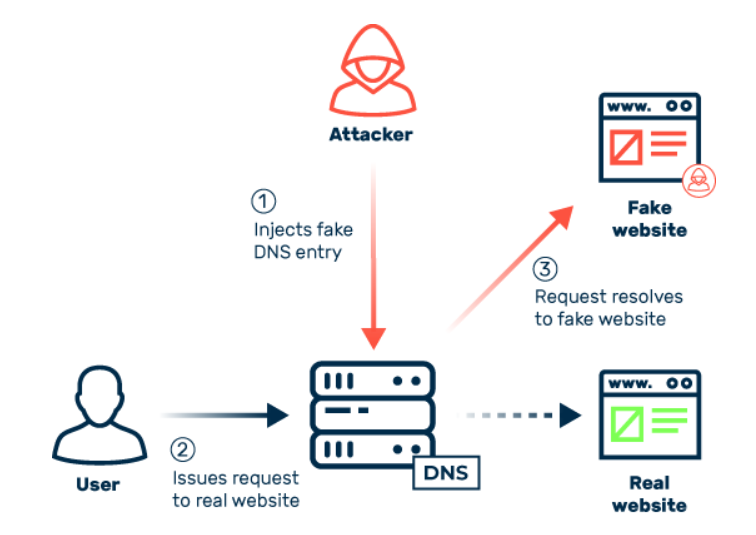 Attacker
www.
Fake
website
1
Injects fake
DNS entry
3
Request resolves
to fake website
User
2
Issues request
to real website
DNS
www.
Real
website